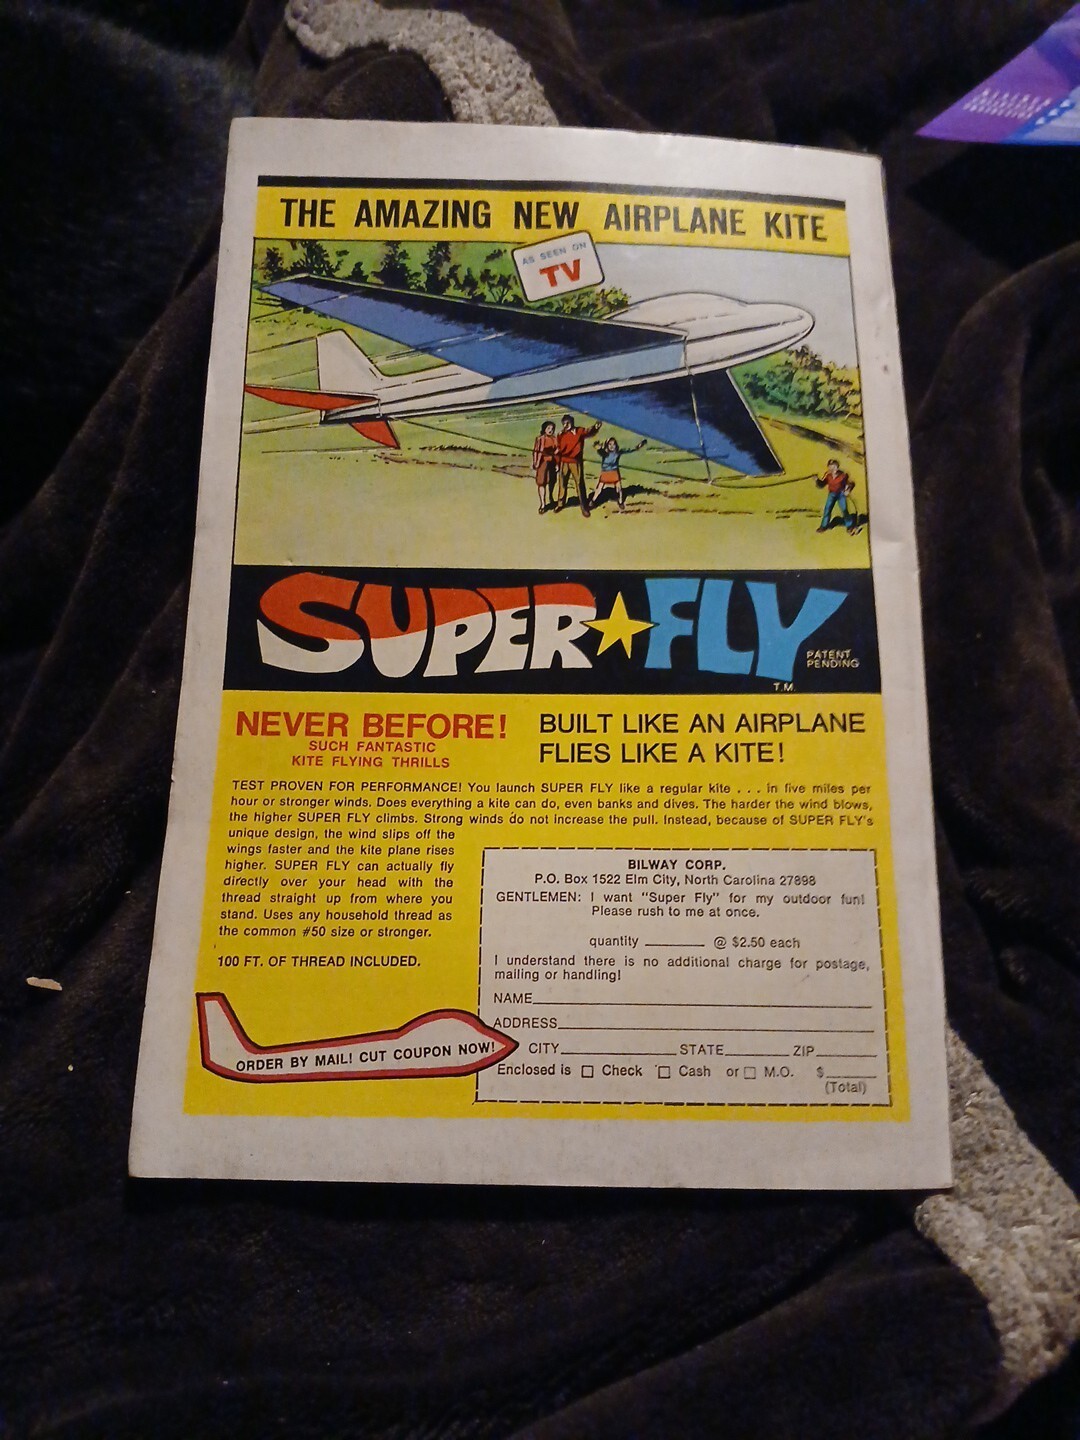 THE AMAZING NEW AIRPLANE KITE
AS SEEN ON
TV
SUPER FLY
PATENT
PENDING
T.M.
NEVER BEFORE!
SUCH FANTASTIC
KITE FLYING THRILLS
BUILT LIKE AN AIRPLANE
FLIES LIKE A KITE!
TEST PROVEN FOR PERFORMANCE! You launch SUPER FLY like a regular kite . . . in five miles per
hour or stronger winds. Does everything a kite can do, even banks and dives. The harder the wind blows,
the higher SUPER FLY climbs. Strong winds do not increase the pull. Instead, because of SUPER FLY's
unique design, the wind slips off the
wings faster and the kite plane rises
higher. SUPER FLY can actually fly
directly over your head with the
thread straight up from where you
stand. Uses any household thread as
the common #50 size or stronger.
100 FT. OF THREAD INCLUDED.
ORDER BY MAIL! CUT COUPON NOW!
BILWAY CORP.
P.O. Box 1522 Elm City, North Carolina 27898
GENTLEMEN: I want "Super Fly" for my outdoor fun!
Please rush to me at once.
quantity ________ @ $2.50 each
I understand there is no additional charge for postage,
mailing or handling!
NAME
ADDRESS
CITY STATE ZIP
Enclosed is □ Check □ Cash or □ M.O. $
(Total)